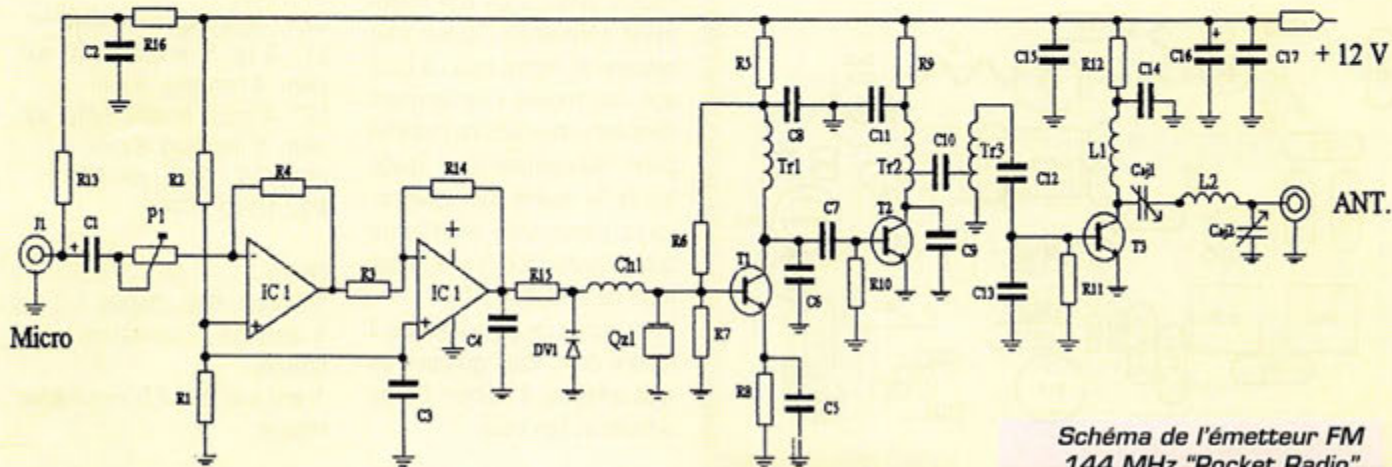 C2
R16
R13
R2
J1
C1
P1
Micro
R4
IC 1
R3
R14
IC 1
R1
C3
C4
R15
DV1
Ch1
Qz1
R6
R7
T1
R5
Tr1
C8
C6
C7
R8
C5
R10
T2
C11
R9
Tr2
C9
C10
Tr3
C12
C13
R11
C15
R12
C14
L1
Caj1
T3
L2
Caj2
C16
C17
+ 12 V
ANT.
Schéma de l'émetteur FM
144 MHz "Pocket Radio".